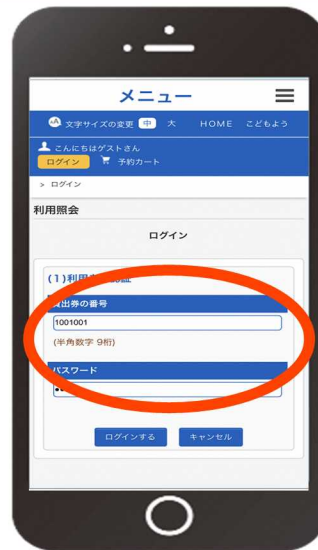 メニュー
文字サイズの変更 中 大 HOME こどもよう
こんにちはゲストさん
ログイン 予約カート
> ログイン
利用照会
ログイン
(1)利用
証
出券の番号
1001001
(半角数字 9桁)
パスワード
ログインする キャンセル